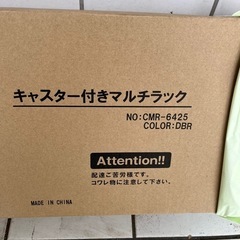 キャスター付きマルチラック
NO:CMR-6425
COLOR:DBR
Attention!!
配達ご苦労様です。
コワレ物に注意して下さい。
MADE IN CHINA